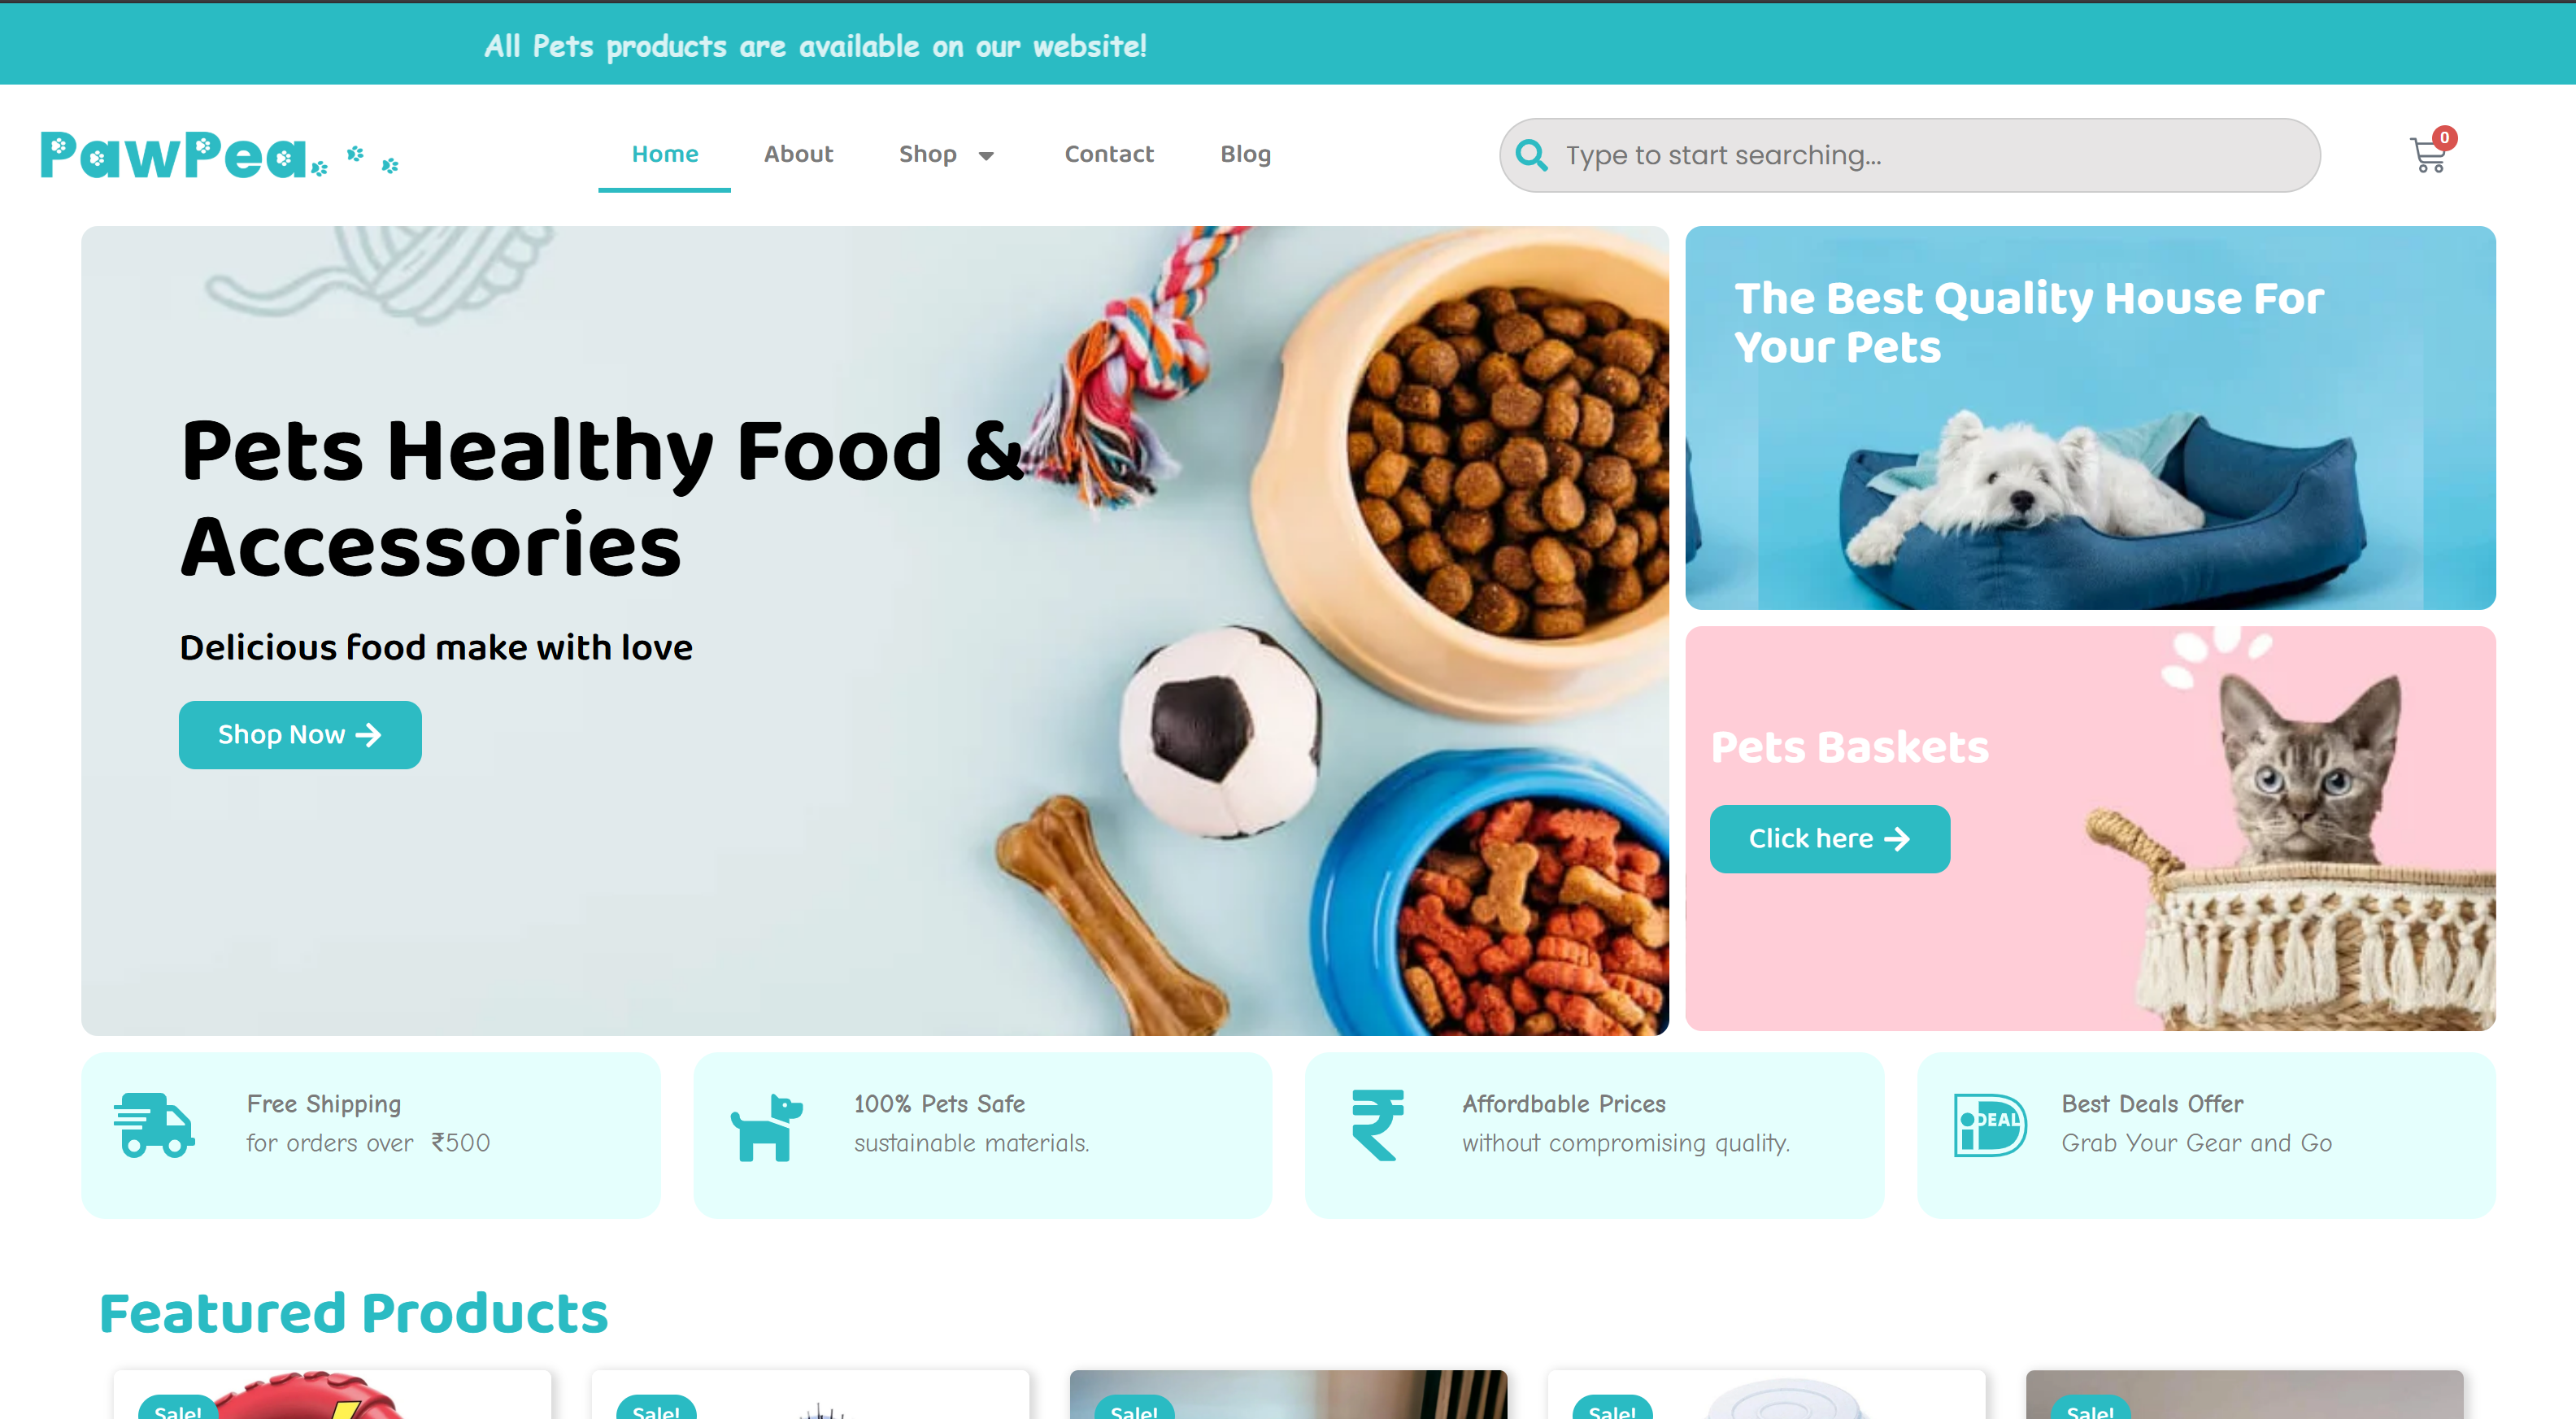 All Pets products are available on our website!
PawPea
Home
About
Shop
Contact
Blog
Type to start searching...
0
Pets Healthy Food &
Accessories
Delicious food make with love
Shop Now
The Best Quality House For
Your Pets
Pets Baskets
Click here
Free Shipping
for orders over ₹500
100% Pets Safe
sustainable materials.
₹
Affordbable Prices
without compromising quality.
iDEAL
Best Deals Offer
Grab Your Gear and Go
Featured Products
Sale!
Sale!
Sale!
Sale!
Sale!